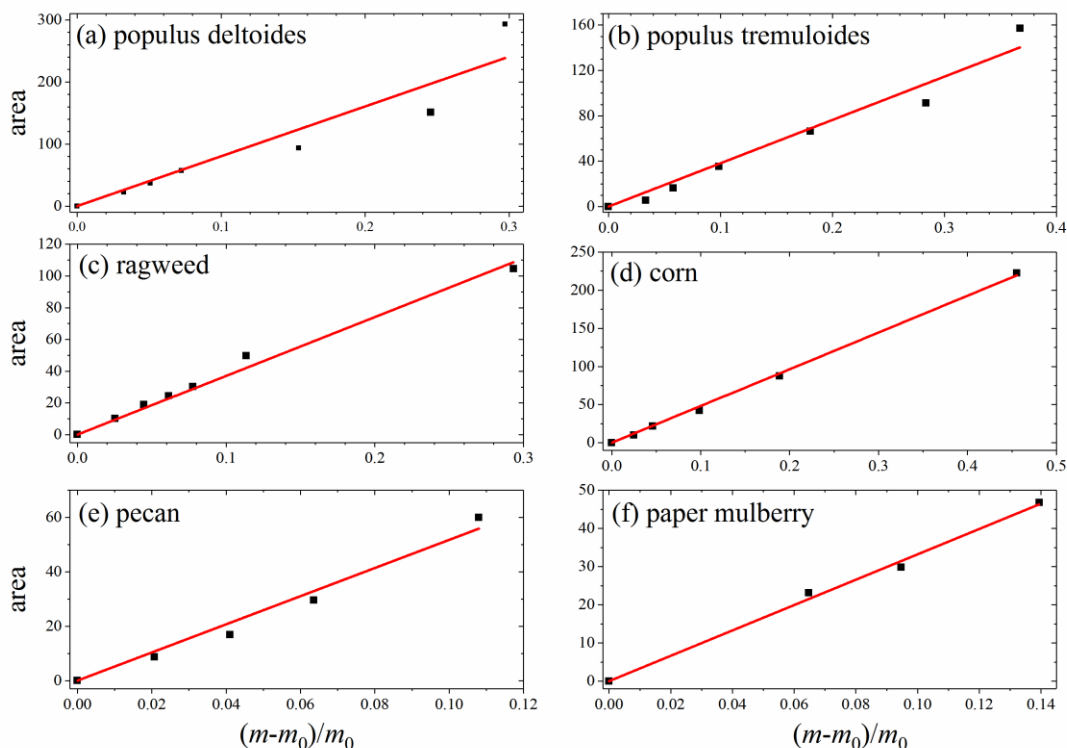 (a) populus deltoides
300
200
100
0
area
0.0 0.1 0.2 0.3
(b) populus tremuloides
160
120
80
40
0
0.0 0.1 0.2 0.3 0.4
(c) ragweed
120
100
80
60
40
20
0
area
0.0 0.1 0.2 0.3
(d) corn
250
200
150
100
50
0
0.0 0.1 0.2 0.3 0.4 0.5
(e) pecan
60
40
20
0
area
0.00 0.02 0.04 0.06 0.08 0.10 0.12
(m-m0)/m0
(f) paper mulberry
50
40
30
20
10
0
0.00 0.02 0.04 0.06 0.08 0.10 0.12 0.14
(m-m0)/m0